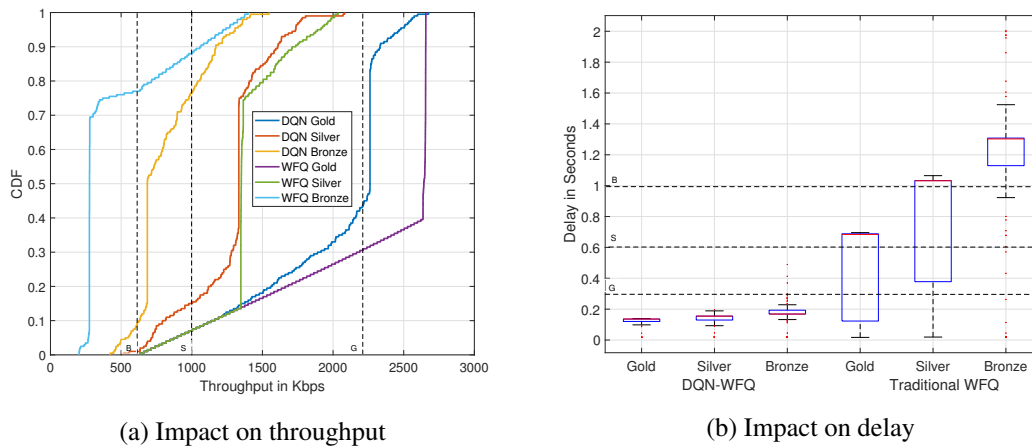 1
0.9
0.8
0.7
0.6
0.5
0.4
0.3
0.2
0.1
0
CDF
DQN Gold
DQN Silver
DQN Bronze
WFQ Gold
WFQ Silver
WFQ Bronze
B
S
G
0 500 1000 1500 2000 2500 3000
Throughput in Kbps
(a) Impact on throughput
2
1.8
1.6
1.4
1.2
1
0.8
0.6
0.4
0.2
0
Delay in Seconds
B
S
G
Gold Silver Bronze Gold Silver Bronze
DQN-WFQ Traditional WFQ
(b) Impact on delay